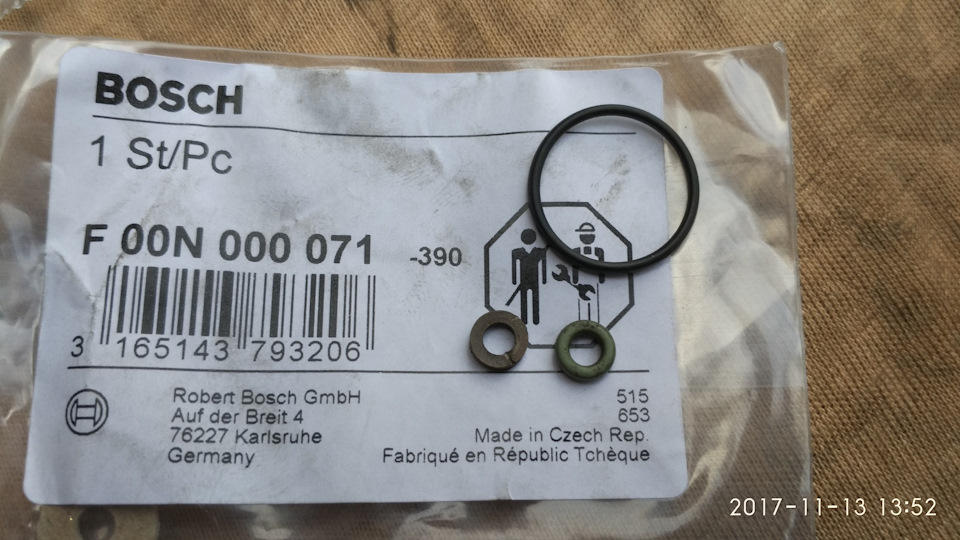 BOSCH
1 St/Pc
F 00N 000 071 -390
3 165143 793206
Robert Bosch GmbH
Auf der Breit 4
76227 Karlsruhe
Germany
515
653
Made in Czech Rep.
Fabriqué en Républic Tchèque
2017-11-13 13:52